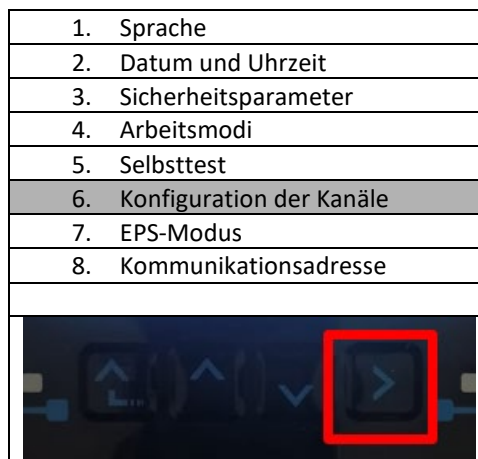 1. Sprache
2. Datum und Uhrzeit
3. Sicherheitsparameter
4. Arbeitsmodi
5. Selbsttest
6. Konfiguration der Kanäle
7. EPS-Modus
8. Kommunikationsadresse